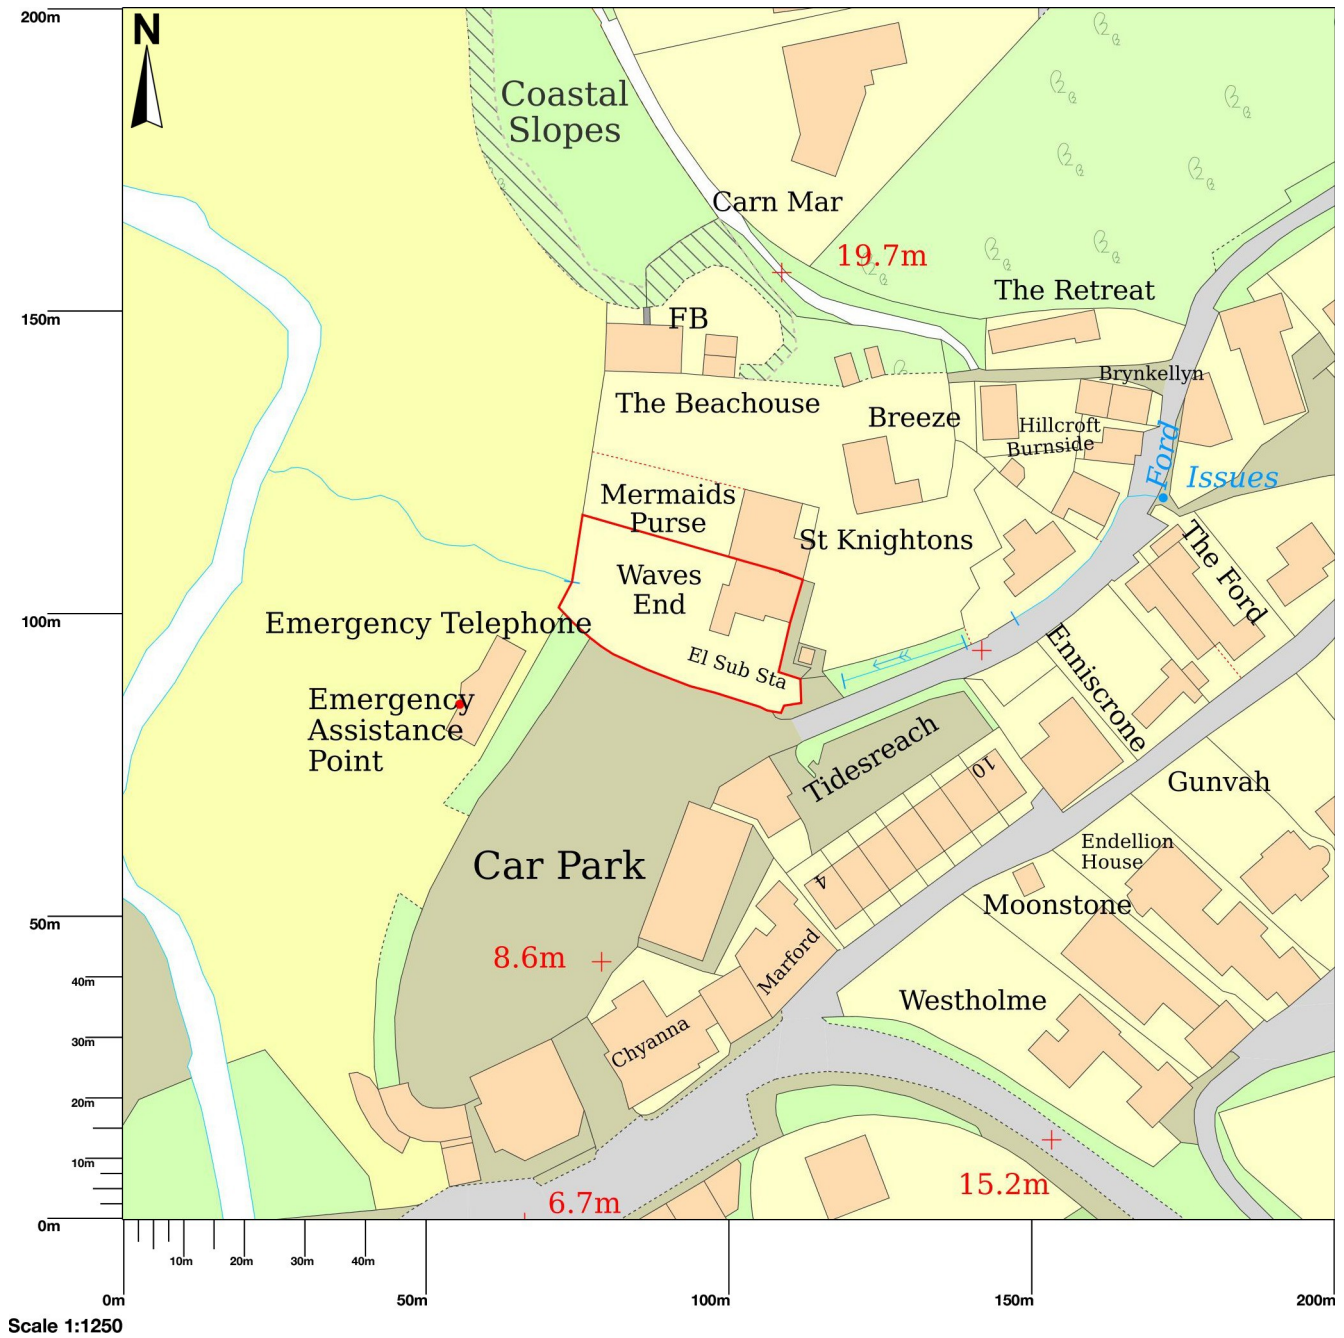 200m
N
Coastal
Slopes
Carn Mar
19.7m
The Retreat
150m
FB
Brynkellyn
The Beachouse
Breeze
Hillcroft
Burnside
Ford
Issues
Mermaids
Purse
St Knightons
The Ford
Waves
End
100m
Emergency Telephone
El Sub Sta
Enniscrone
Emergency
Assistance
Point
Tidesreach
10
Gunvah
Car Park
Endellion
House
4
Moonstone
50m
8.6m
Marford
40m
Westholme
Chyanna
30m
20m
10m
15.2m
6.7m
0m
10m
20m
30m
40m
0m
50m
100m
150m
200m
Scale 1:1250